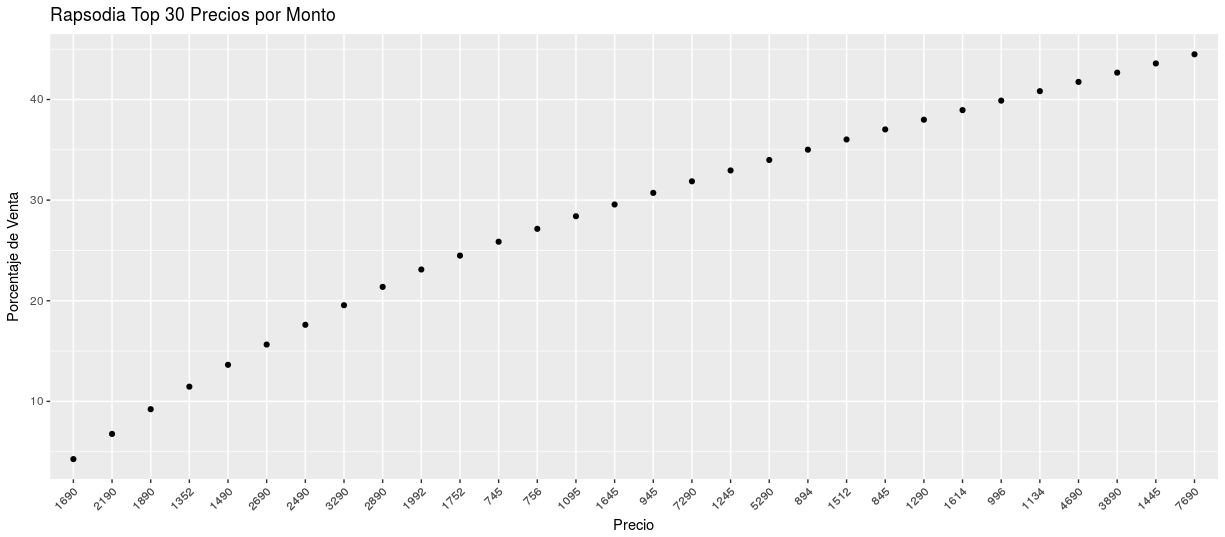 Rapsodia Top 30 Precios por Monto
Porcentaje de Venta
40
30
20
10
1690 2190 1890 1352 1490 2690 2490 3290 2890 1992 1752 745 756 1095 1645 945 7290 1245 5290 894 1512 845 1290 1614 996 1134 4690 3890 1445 7690
Precio